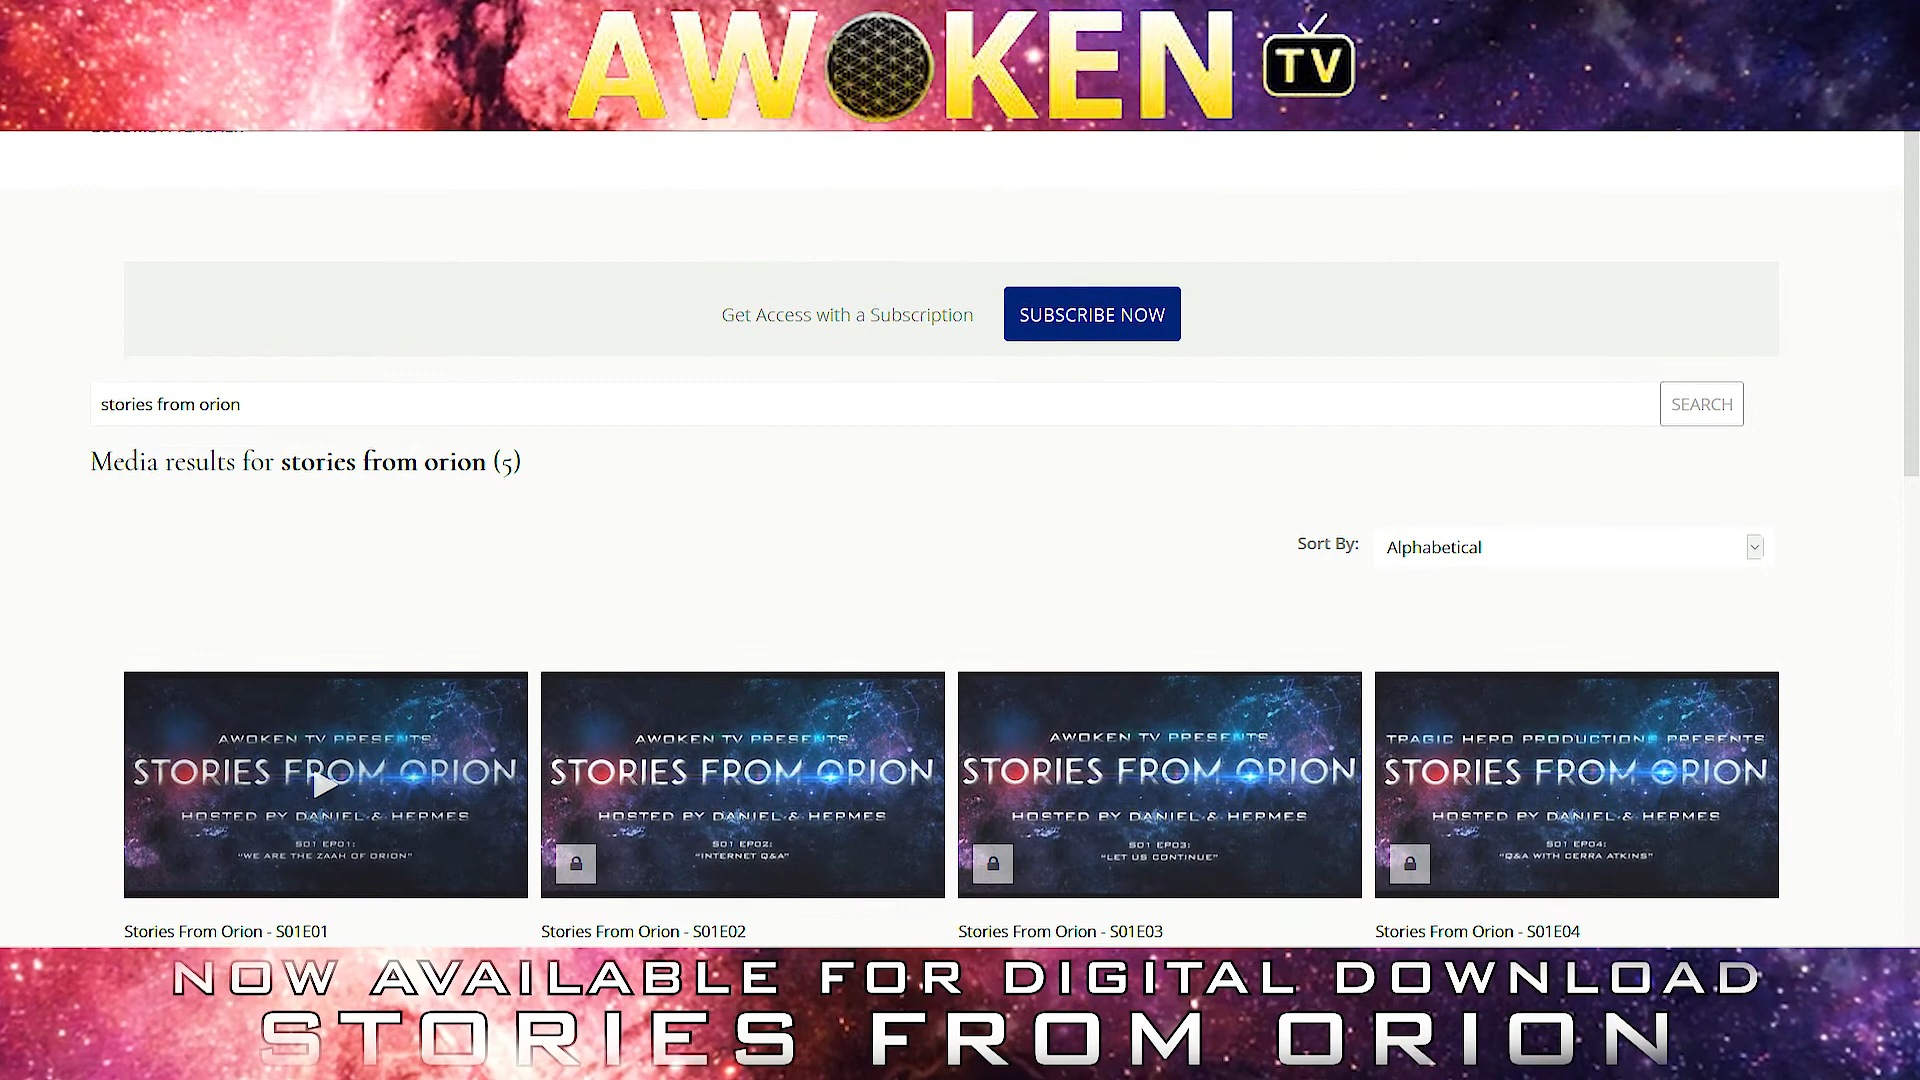 AWOKEN TV
Get Access with a Subscription
SUBSCRIBE NOW
stories from orion
SEARCH
Media results for stories from orion (5)
Sort By:
Alphabetical
AWOKEN TV PRESENTS
STORIES FROM ORION
HOSTED BY DANIEL & HERMES
S01 EP01:
"WE ARE THE ZAAH OF ORION"
AWOKEN TV PRESENTS
STORIES FROM ORION
HOSTED BY DANIEL & HERMES
S01 EP02:
"INTERNET Q&A"
AWOKEN TV PRESENTS
STORIES FROM ORION
HOSTED BY DANIEL & HERMES
S01 EP03:
"LET US CONTINUE"
TRAGIC HERO PRODUCTIONS PRESENTS
STORIES FROM ORION
HOSTED BY DANIEL & HERMES
S01 EP04:
"Q&A WITH CERRA ATKINS"
Stories From Orion - S01E01
Stories From Orion - S01E02
Stories From Orion - S01E03
Stories From Orion - S01E04
NOW AVAILABLE FOR DIGITAL DOWNLOAD
STORIES FROM ORION